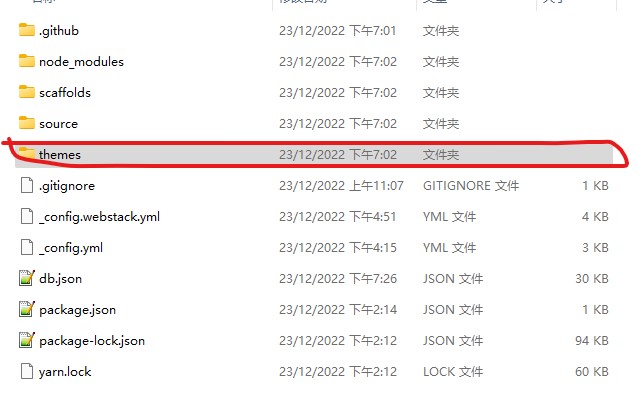 .github 23/12/2022 下午7:01 文件夹
node_modules 23/12/2022 下午7:02 文件夹
scaffolds 23/12/2022 下午7:02 文件夹
source 23/12/2022 下午7:02 文件夹
themes 23/12/2022 下午7:02 文件夹
.gitignore 23/12/2022 上午11:07 GITIGNORE 文件 1 KB
_config.webstack.yml 23/12/2022 下午4:51 YML 文件 4 KB
_config.yml 23/12/2022 下午4:15 YML 文件 3 KB
db.json 23/12/2022 下午7:26 JSON 文件 30 KB
package.json 23/12/2022 下午2:14 JSON 文件 1 KB
package-lock.json 23/12/2022 下午2:12 JSON 文件 94 KB
yarn.lock 23/12/2022 下午2:12 LOCK 文件 60 KB